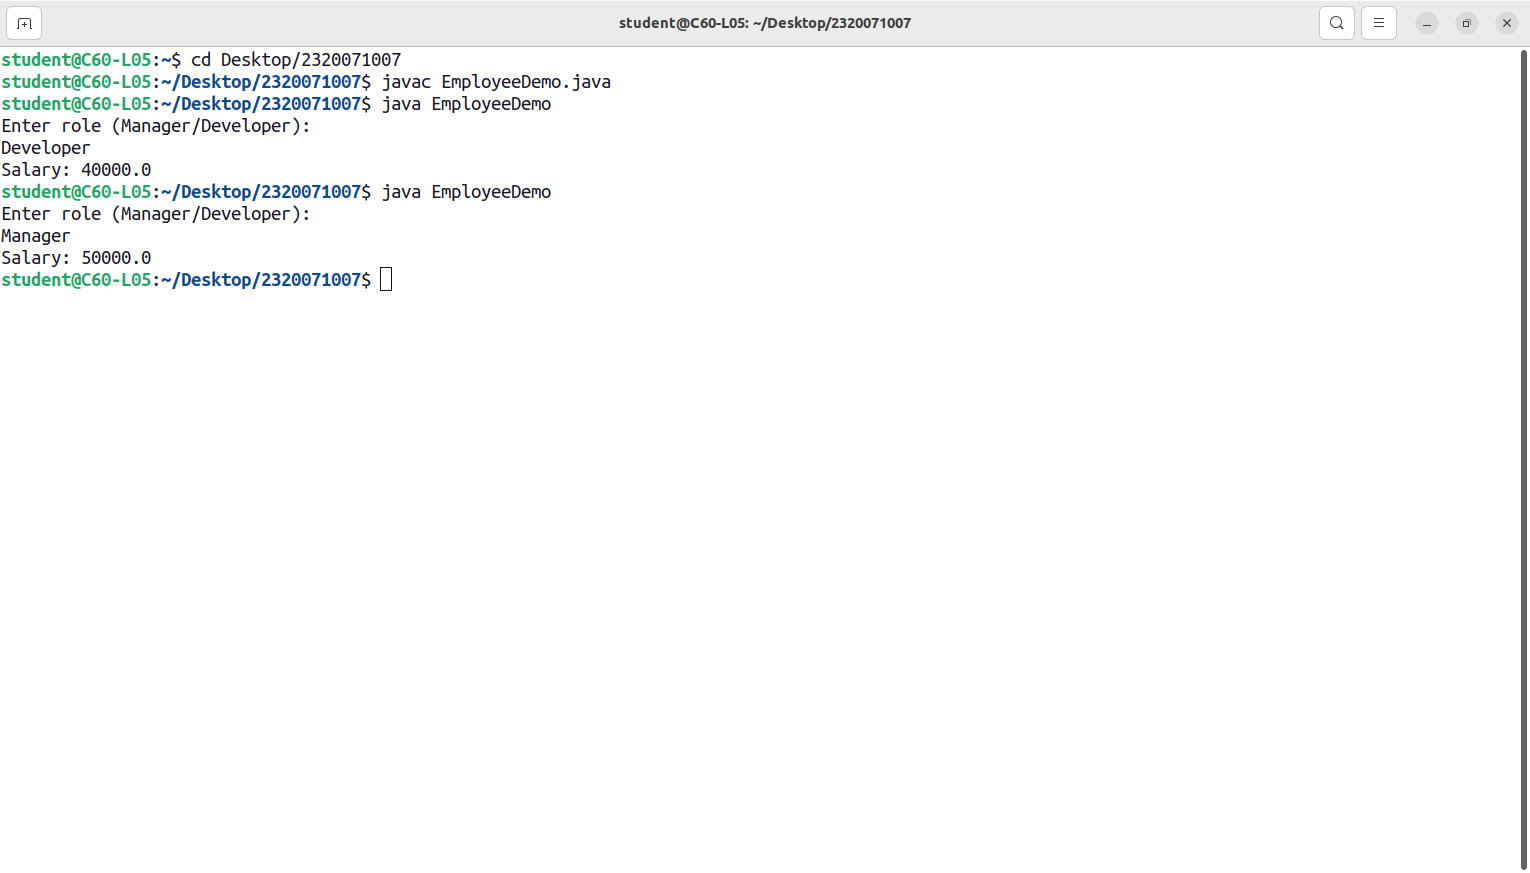 student@C60-L05: ~/Desktop/2320071007
student@C60-L05:~$ cd Desktop/2320071007
student@C60-L05:~/Desktop/2320071007$ javac EmployeeDemo.java
student@C60-L05:~/Desktop/2320071007$ java EmployeeDemo
Enter role (Manager/Developer):
Developer
Salary: 40000.0
student@C60-L05:~/Desktop/2320071007$ java EmployeeDemo
Enter role (Manager/Developer):
Manager
Salary: 50000.0
student@C60-L05:~/Desktop/2320071007$